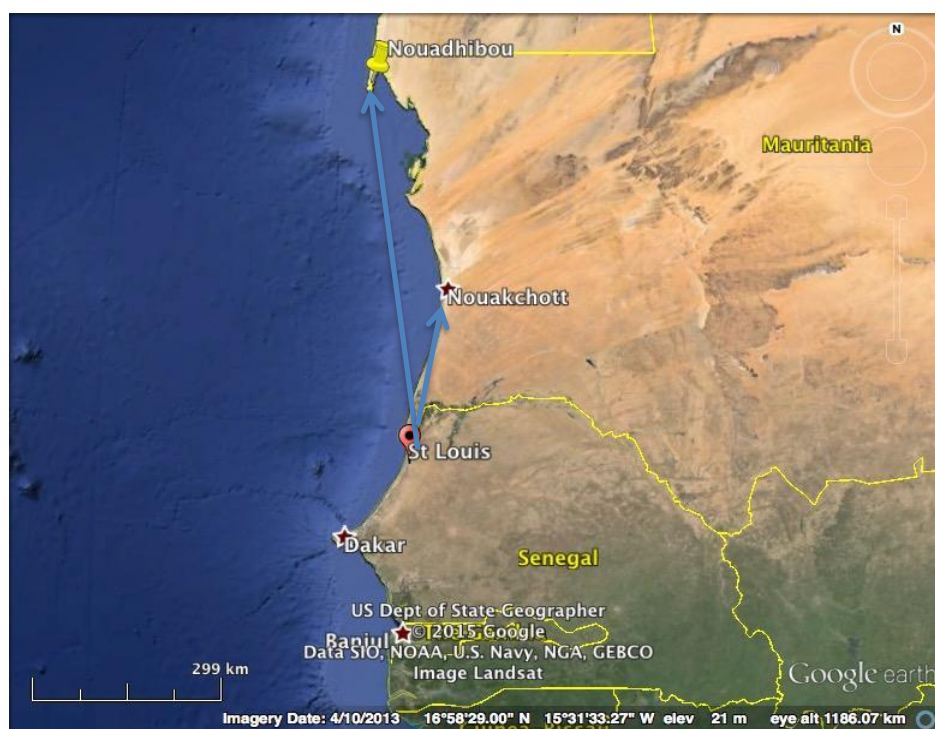 N
Nouadhibou
Mauritania
Nouakchott
St Louis
Dakar
Senegal
US Dept of State Geographer
Banjul
© 2015 Google
Data SIO, NOAA, U.S. Navy, NGA, GEBCO
Image Landsat
299 km
Google earth
Imagery Date: 4/10/2013 16°58'29.00" N 15°31'33.27" W elev 21 m eye alt 1186.07 km